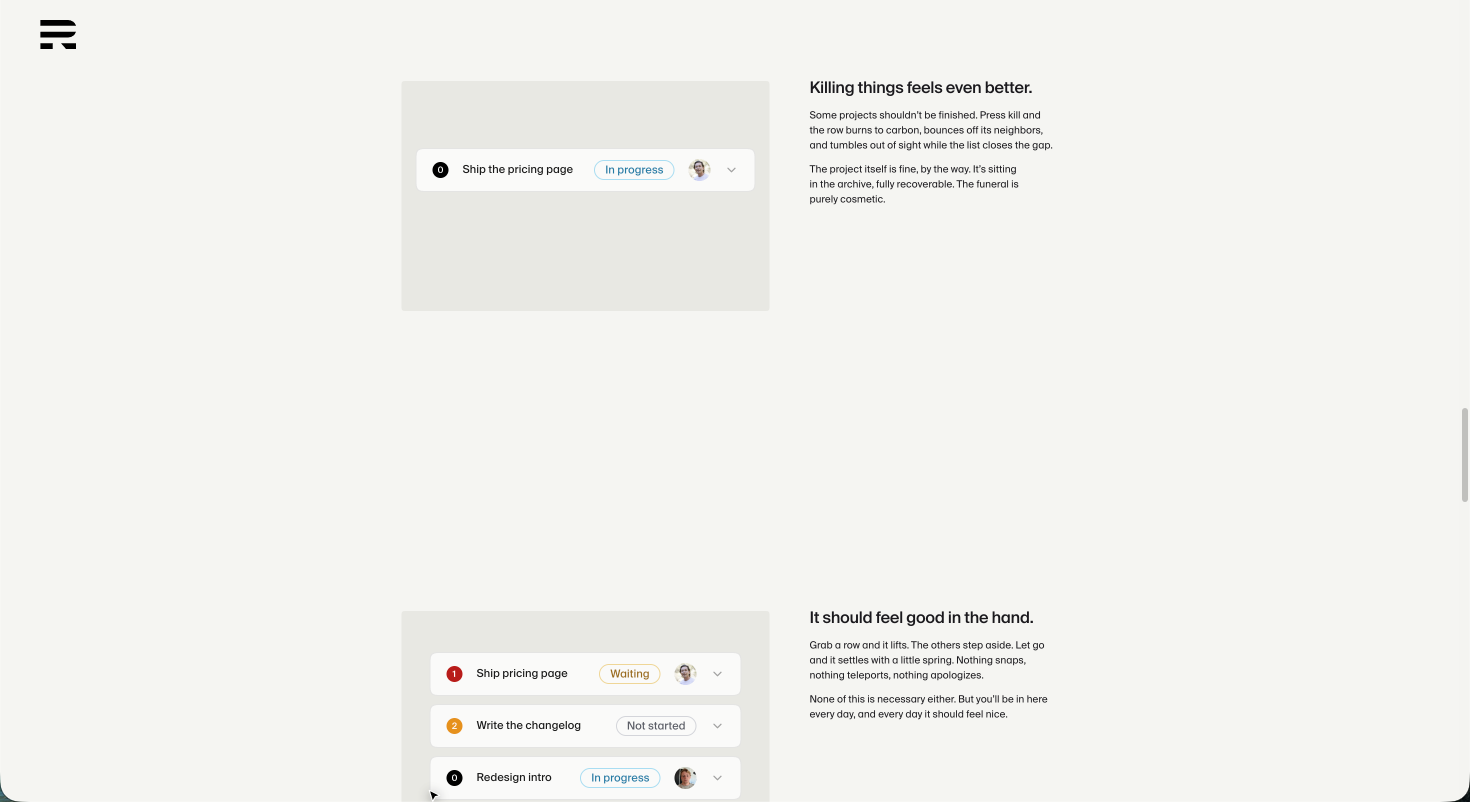 Killing things feels even better.
Some projects shouldn't be finished. Press kill and
the row burns to carbon, bounces off its neighbors,
and tumbles out of sight while the list closes the gap.
The project itself is fine, by the way. It's sitting
in the archive, fully recoverable. The funeral is
purely cosmetic.
0 Ship the pricing page In progress
It should feel good in the hand.
Grab a row and it lifts. The others step aside. Let go
and it settles with a little spring. Nothing snaps,
nothing teleports, nothing apologizes.
None of this is necessary either. But you'll be in here
every day, and every day it should feel nice.
1 Ship pricing page Waiting
2 Write the changelog Not started
0 Redesign intro In progress